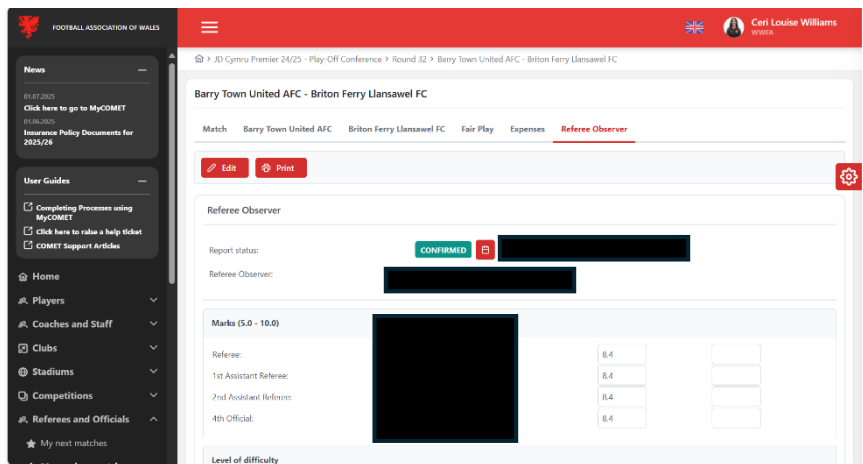 FOOTBALL ASSOCIATION OF WALES
Ceri Louise Williams
WWFA
News
01.07.2025
Click here to go to MyCOMET
01.06.2025
Insurance Policy Documents for
2025/26
User Guides
Completing Processes using
MyCOMET
Click here to raise a help ticket
COMET Support Articles
Home
Players
Coaches and Staff
Clubs
Stadiums
Competitions
Referees and Officials
My next matches
> JD Cymru Premier 24/25 - Play-Off Conference > Round 32 > Barry Town United AFC - Briton Ferry Llansawel FC
Barry Town United AFC - Briton Ferry Llansawel FC
Match Barry Town United AFC Briton Ferry Llansawel FC Fair Play Expenses Referee Observer
Edit Print
Referee Observer
Report status: CONFIRMED
Referee Observer:
Marks (5.0 - 10.0)
Referee: 8.4
1st Assistant Referee: 8.4
2nd Assistant Referee: 8.4
4th Official: 8.4
Level of difficulty